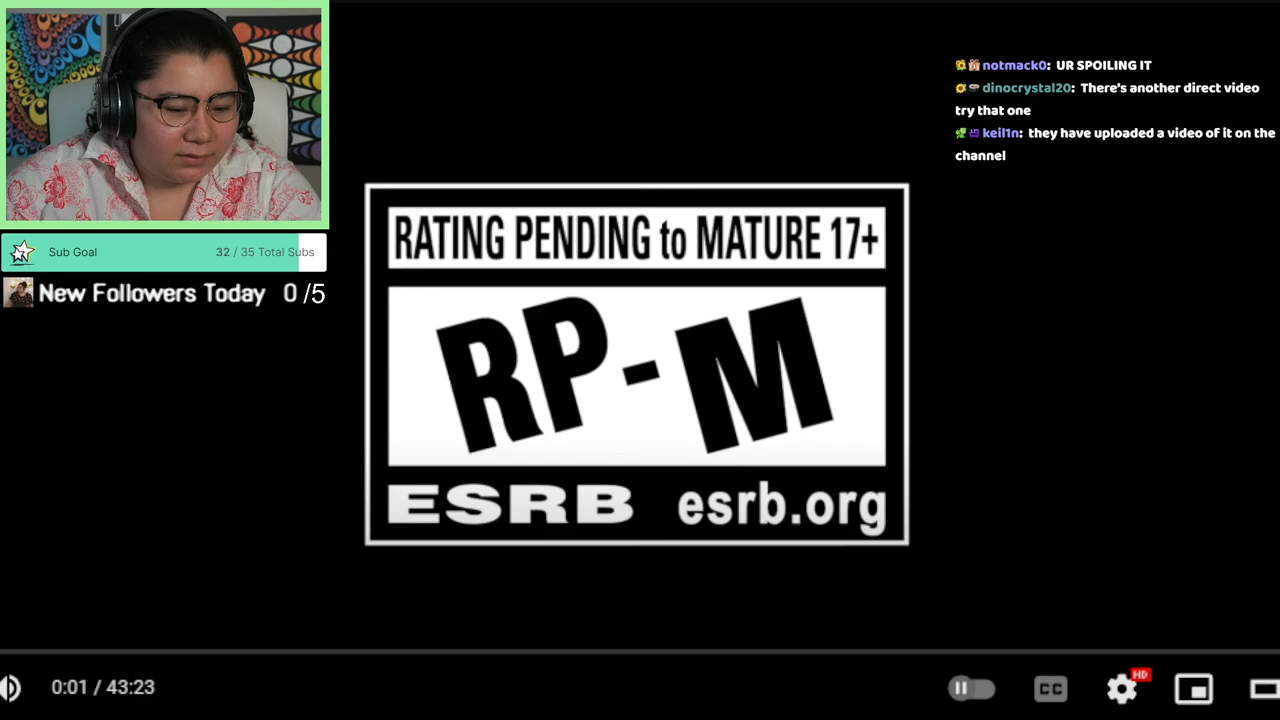 notmack0: UR SPOILING IT
dinocrystal20: There's another direct video
try that one
keil1n: they have uploaded a video of it on the
channel
RATING PENDING to MATURE 17+
RP-M
ESRB esrb.org
Sub Goal 32 / 35 Total Subs
New Followers Today 0 /5
0:01 / 43:23
CC
HD